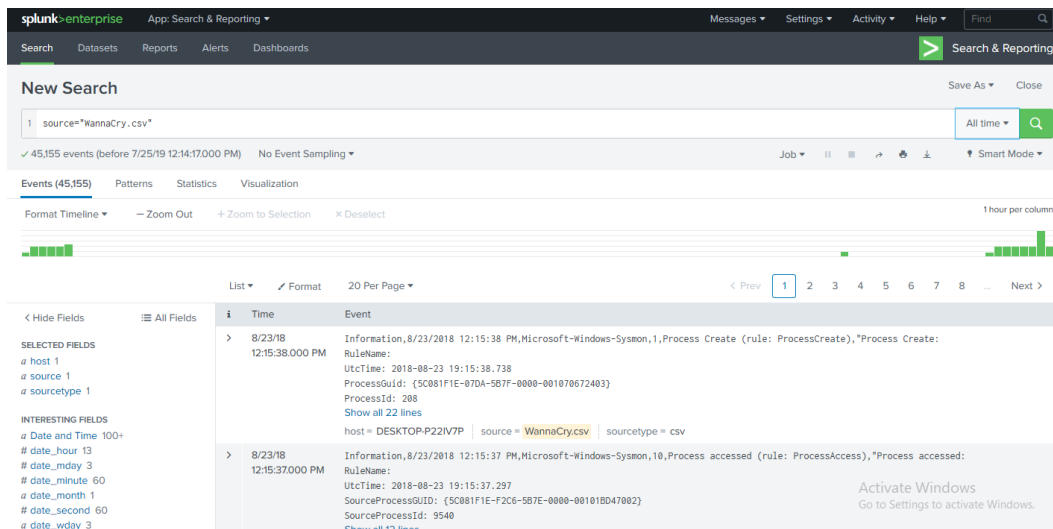 splunk>enterprise App: Search & Reporting Messages Settings Activity Help Find
Search Datasets Reports Alerts Dashboards Search & Reporting
New Search Save As Close
1 source="WannaCry.csv" All time
45,155 events (before 7/25/19 12:14:17.000 PM) No Event Sampling Job Smart Mode
Events (45,155) Patterns Statistics Visualization
Format Timeline — Zoom Out + Zoom to Selection × Deselect 1 hour per column
List Format 20 Per Page < Prev 1 2 3 4 5 6 7 8 ... Next >
< Hide Fields All Fields i Time Event
SELECTED FIELDS
a host 1
a source 1
a sourcetype 1
INTERESTING FIELDS
a Date and Time 100+
# date_hour 13
# date_mday 3
# date_minute 60
a date_month 1
# date_second 60
a date_wday 3
> 8/23/18
12:15:38.000 PM
Information,8/23/2018 12:15:38 PM,Microsoft-Windows-Sysmon,1,Process Create (rule: ProcessCreate),"Process Create:
RuleName:
UtcTime: 2018-08-23 19:15:38.738
ProcessGuid: {5C081F1E-07DA-5B7F-0000-001070672403}
ProcessId: 208
Show all 22 lines
host = DESKTOP-P22IV7P source = WannaCry.csv sourcetype = csv
> 8/23/18
12:15:37.000 PM
Information,8/23/2018 12:15:37 PM,Microsoft-Windows-Sysmon,10,Process accessed (rule: ProcessAccess),"Process accessed:
RuleName:
UtcTime: 2018-08-23 19:15:37.297
SourceProcessGUID: {5C081F1E-F2C6-5B7E-0000-00101BD47002}
SourceProcessId: 9540
Show all 12 lines
Activate Windows
Go to Settings to activate Windows.